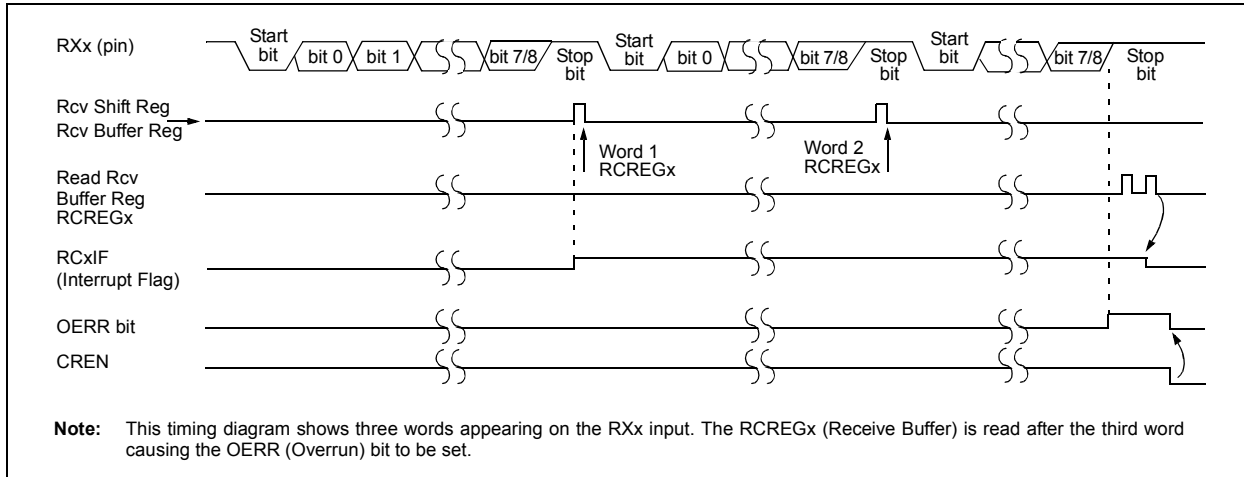 RXx (pin)
Start bit
bit 0
bit 1
bit 7/8
Stop bit
Start bit
bit 0
bit 7/8
Stop bit
Start bit
bit 7/8
Stop bit
Rcv Shift Reg
Rcv Buffer Reg
Word 1
RCREGx
Word 2
RCREGx
Read Rcv
Buffer Reg
RCREGx
RCxIF
(Interrupt Flag)
OERR bit
CREN
Note: This timing diagram shows three words appearing on the RXx input. The RCREGx (Receive Buffer) is read after the third word
causing the OERR (Overrun) bit to be set.